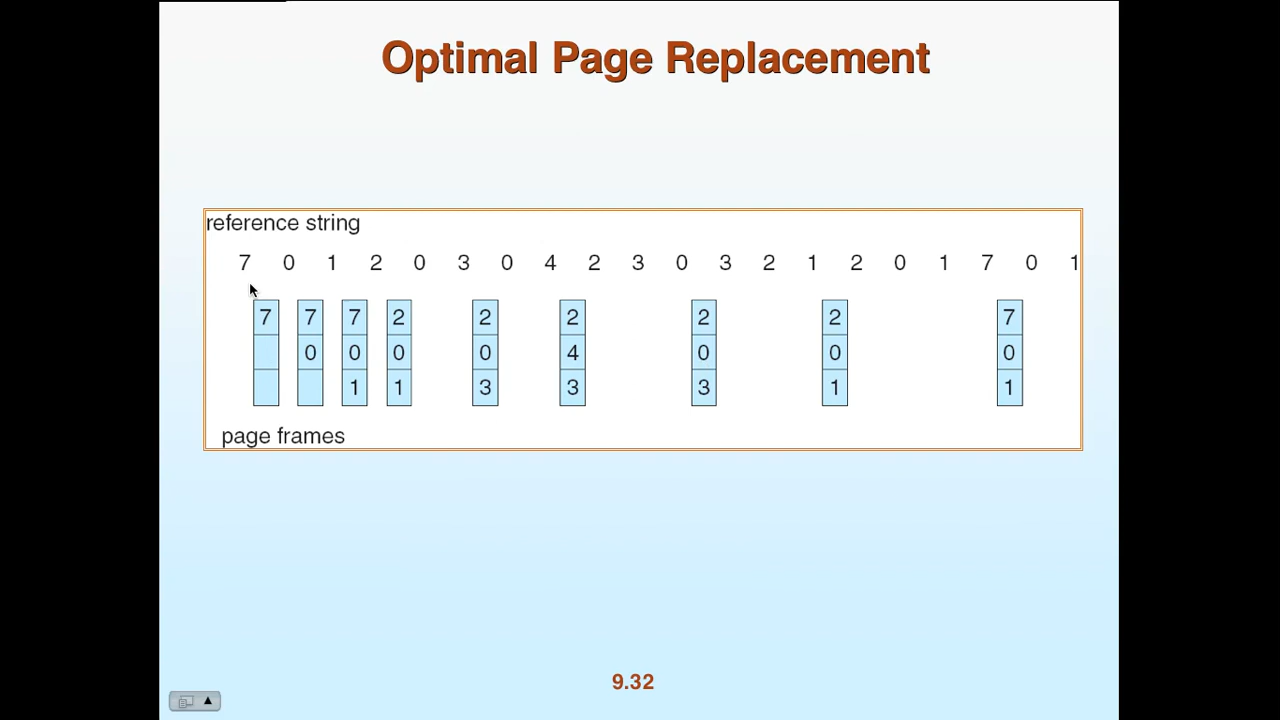 Optimal Page Replacement
reference string
7 0 1 2 0 3 0 4 2 3 0 3 2 1 2 0 1 7 0 1
7 7 7 2 2 2 2 2 7
0 0 0 0 4 0 0 0
1 1 3 3 3 1 1
page frames
9.32